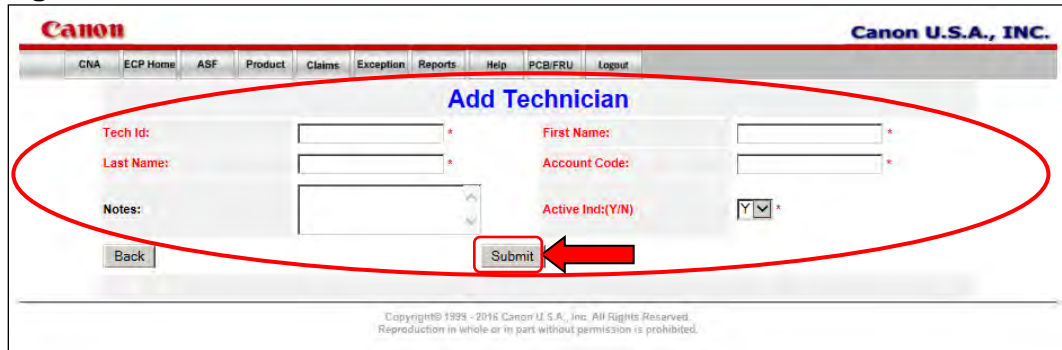 Canon Canon U.S.A., INC.
CNA ECP Home ASF Product Claims Exception Reports Help PCB/FRU Logout
Add Technician
Tech Id: * First Name: *
Last Name: * Account Code: *
Notes: Active Ind:(Y/N) Y *
Back Submit
Copyright© 1999 - 2016 Canon U.S.A., Inc. All Rights Reserved.
Reproduction in whole or in part without permission is prohibited.